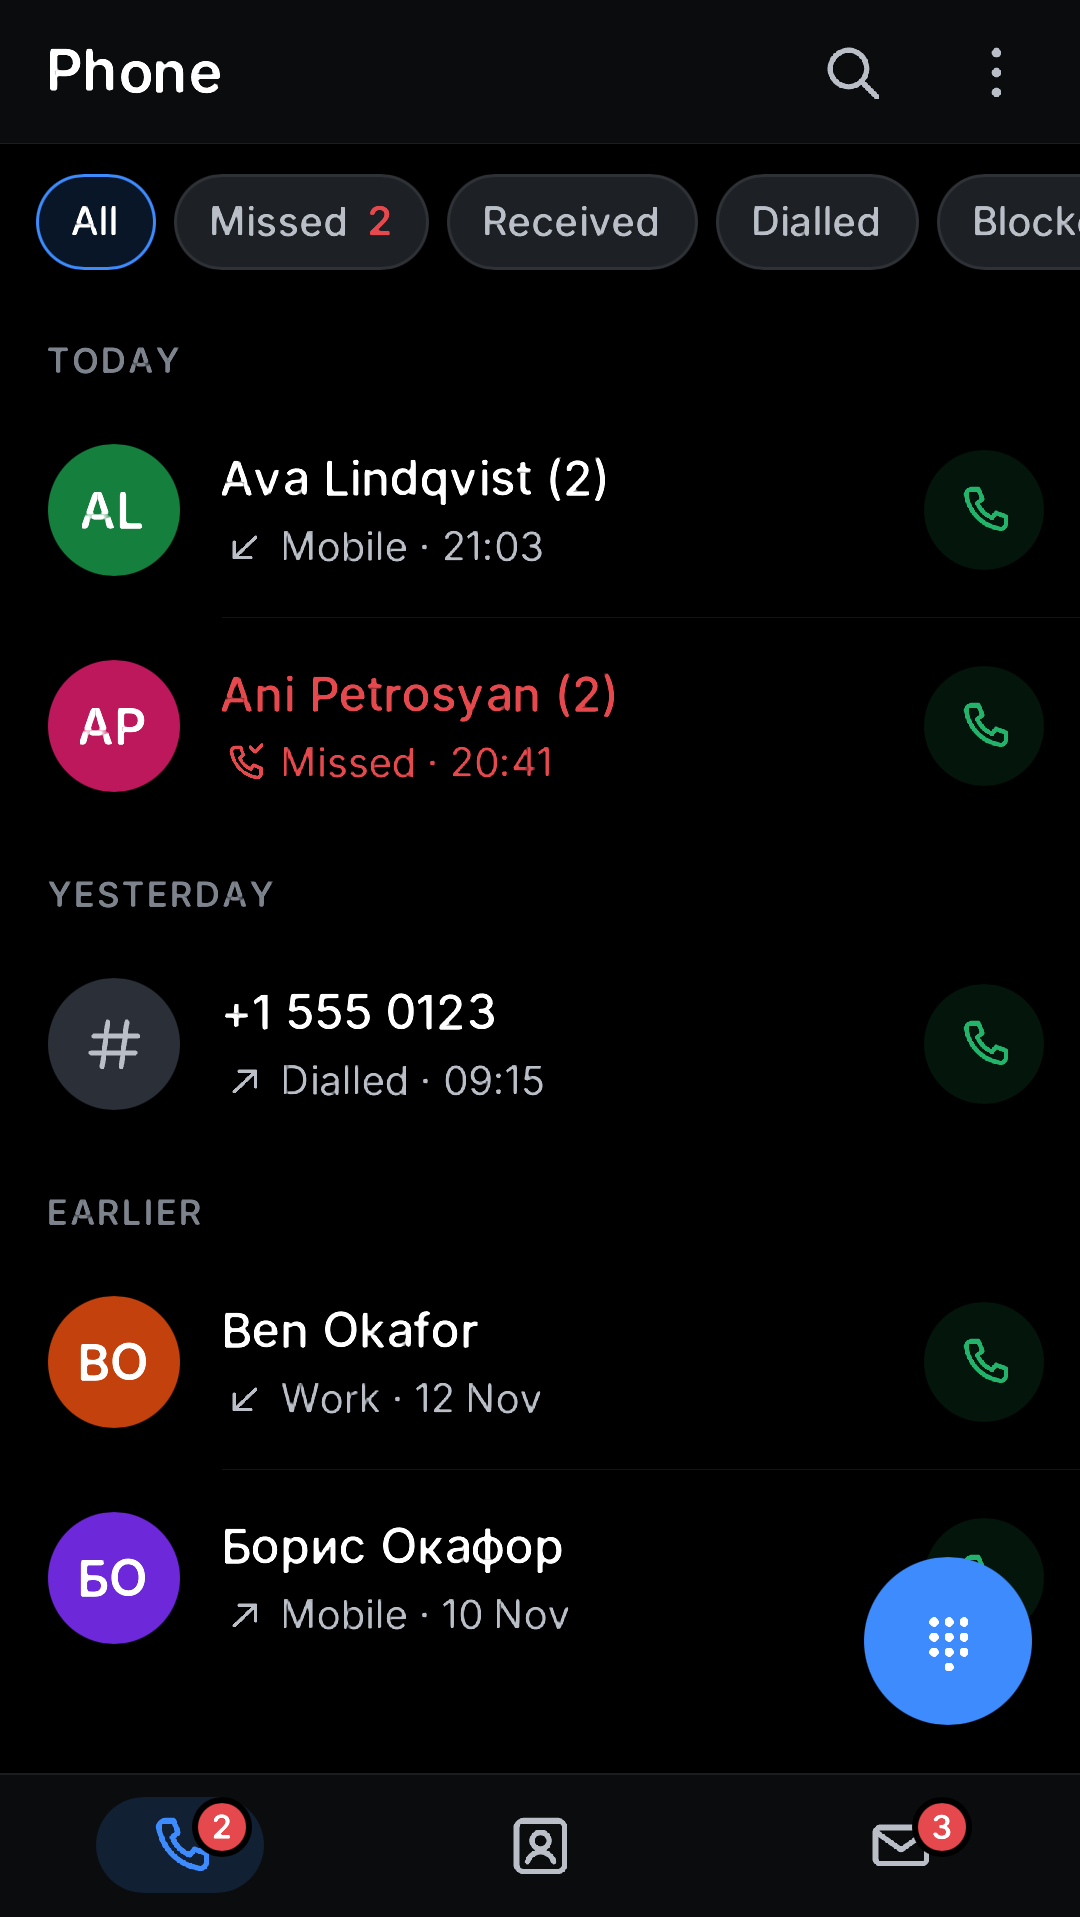 Phone
All
Missed 2
Received
Dialled
Block
TODAY
AL
Ava Lindqvist (2)
Mobile · 21:03
AP
Ani Petrosyan (2)
Missed · 20:41
YESTERDAY
#
+1 555 0123
Dialled · 09:15
EARLIER
BO
Ben Okafor
Work · 12 Nov
БО
Борис Окафор
Mobile · 10 Nov
2
3